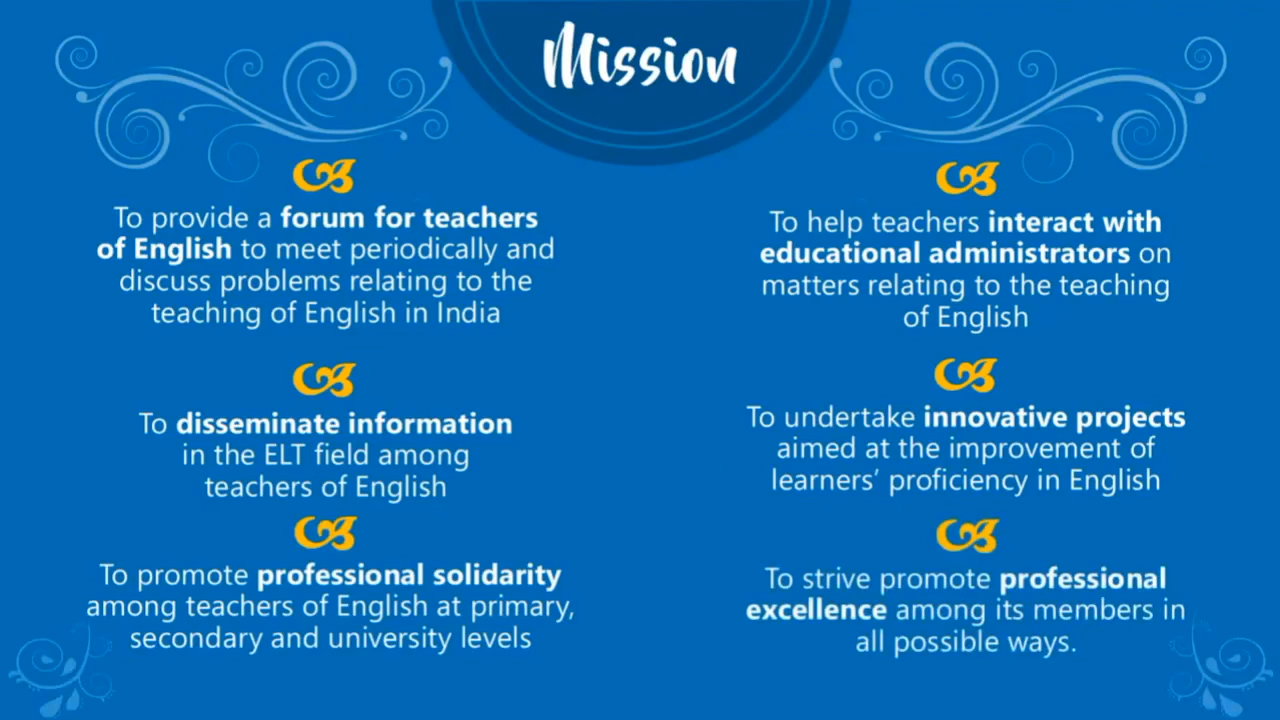 Mission
To provide a forum for teachers
of English to meet periodically and
discuss problems relating to the
teaching of English in India
To disseminate information
in the ELT field among
teachers of English
To promote professional solidarity
among teachers of English at primary,
secondary and university levels
To help teachers interact with
educational administrators on
matters relating to the teaching
of English
To undertake innovative projects
aimed at the improvement of
learners’ proficiency in English
To strive promote professional
excellence among its members in
all possible ways.